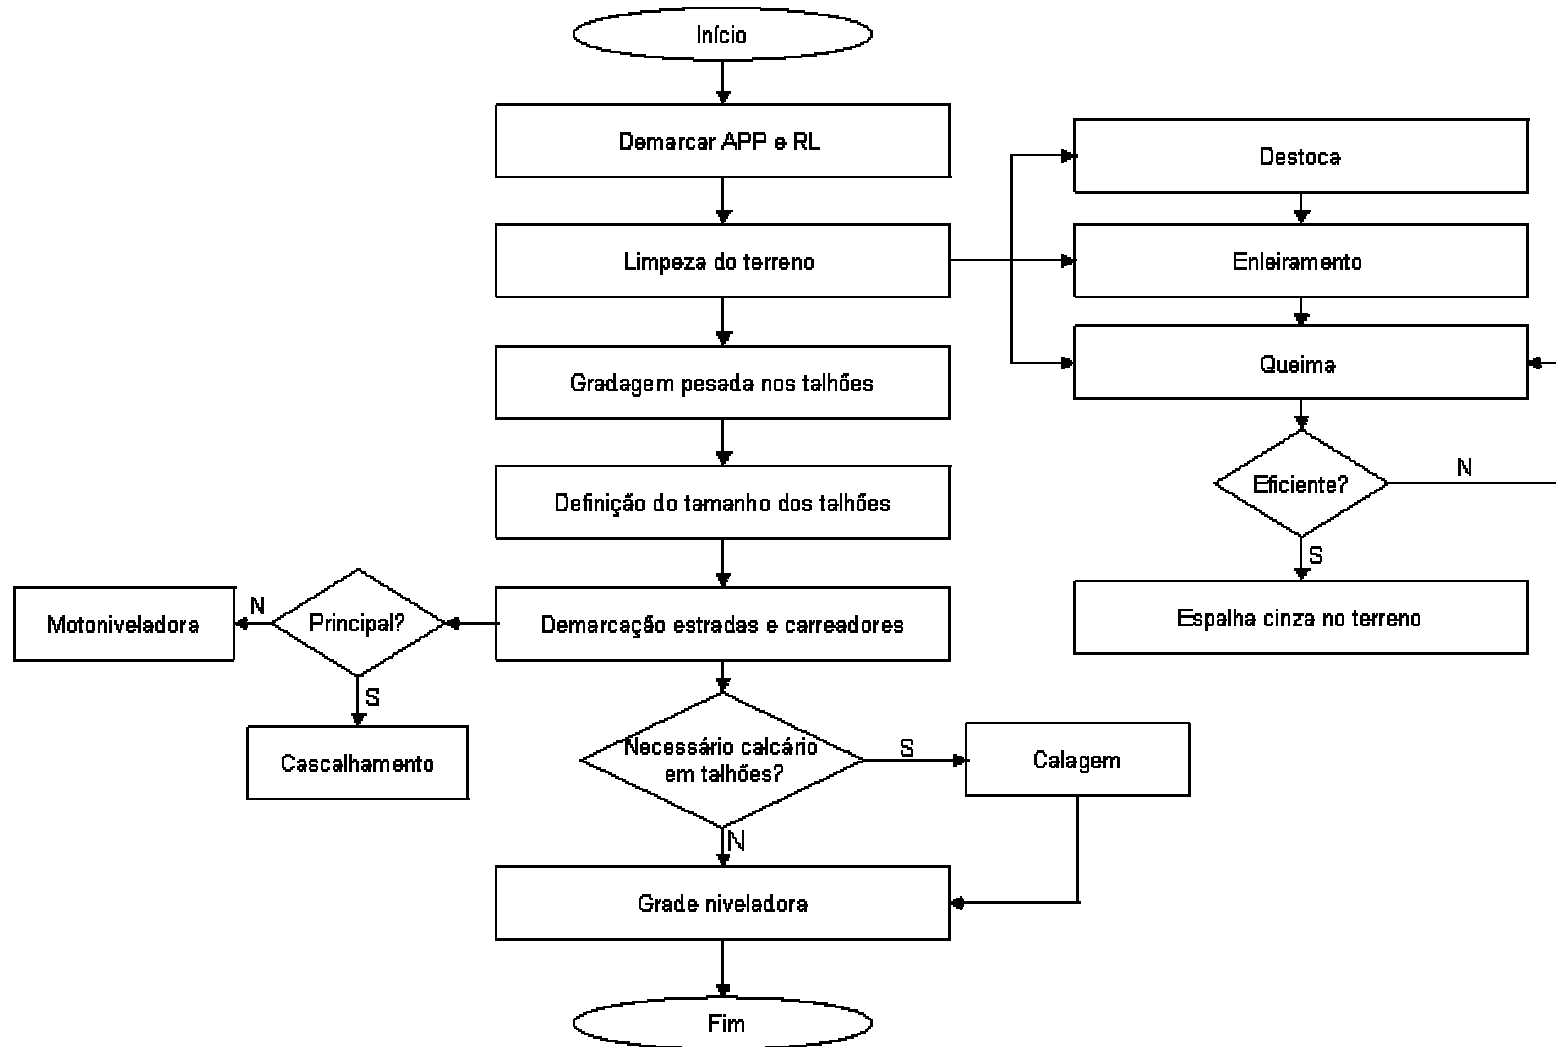 Início
Demarcar APP e RL
Destoca
Limpeza do terreno
Enleiramento
Gradagem pesada nos talhões
Queima
Definição do tamanho dos talhões
Eficiente?
N
S
Motoniveladora
N
Principal?
Demarcação estradas e carreadores
Espalha cinza no terreno
S
Cascalhamento
Necessário calcário
em talhões?
S
Calagem
N
Grade niveladora
Fim